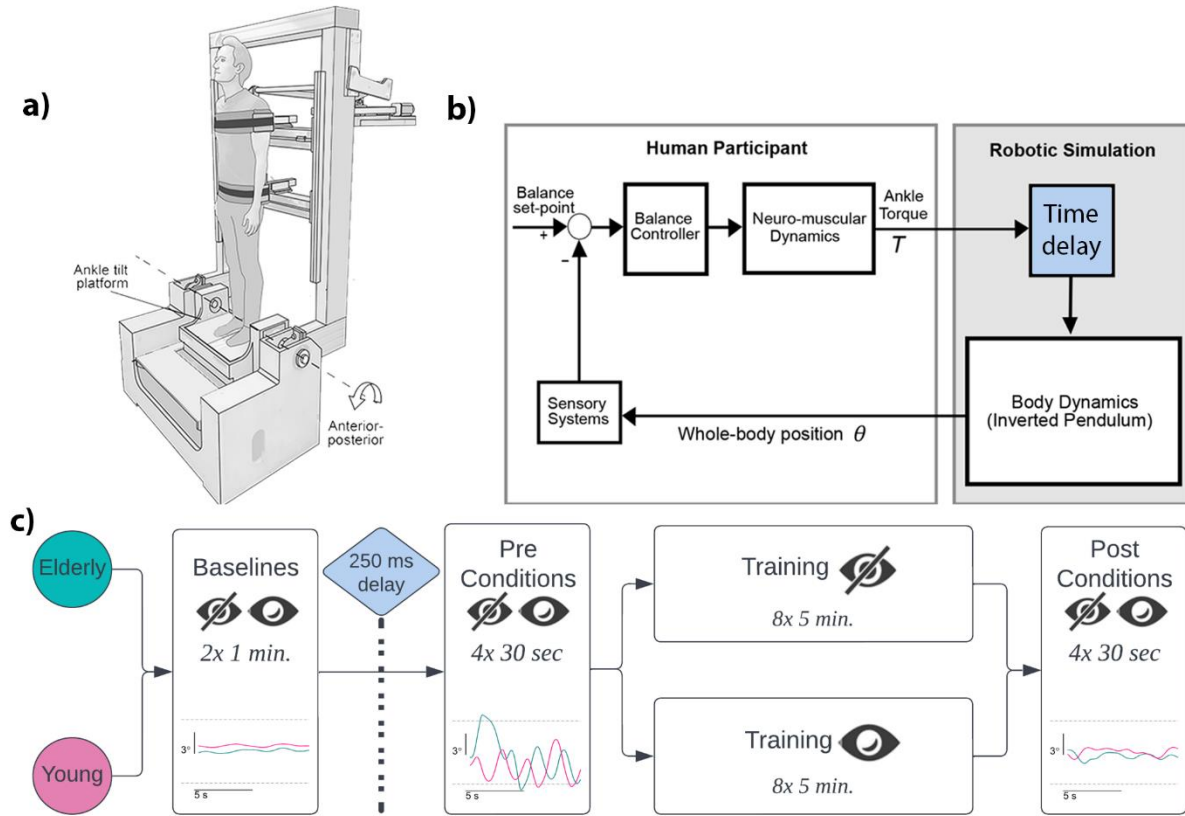 a)
Ankle tilt
platform
Anterior-
posterior
b)
Human Participant
Balance
set-point
+
-
Balance
Controller
Neuro-muscular
Dynamics
Ankle
Torque
T
Sensory
Systems
Whole-body position θ
Robotic Simulation
Time
delay
Body Dynamics
(Inverted Pendulum)
c)
Elderly
Young
Baselines
2x 1 min.
3°
5 s
250 ms
delay
Pre
Conditions
4x 30 sec
3°
5 s
Training
8x 5 min.
Training
8x 5 min.
Post
Conditions
4x 30 sec
3°
5 s